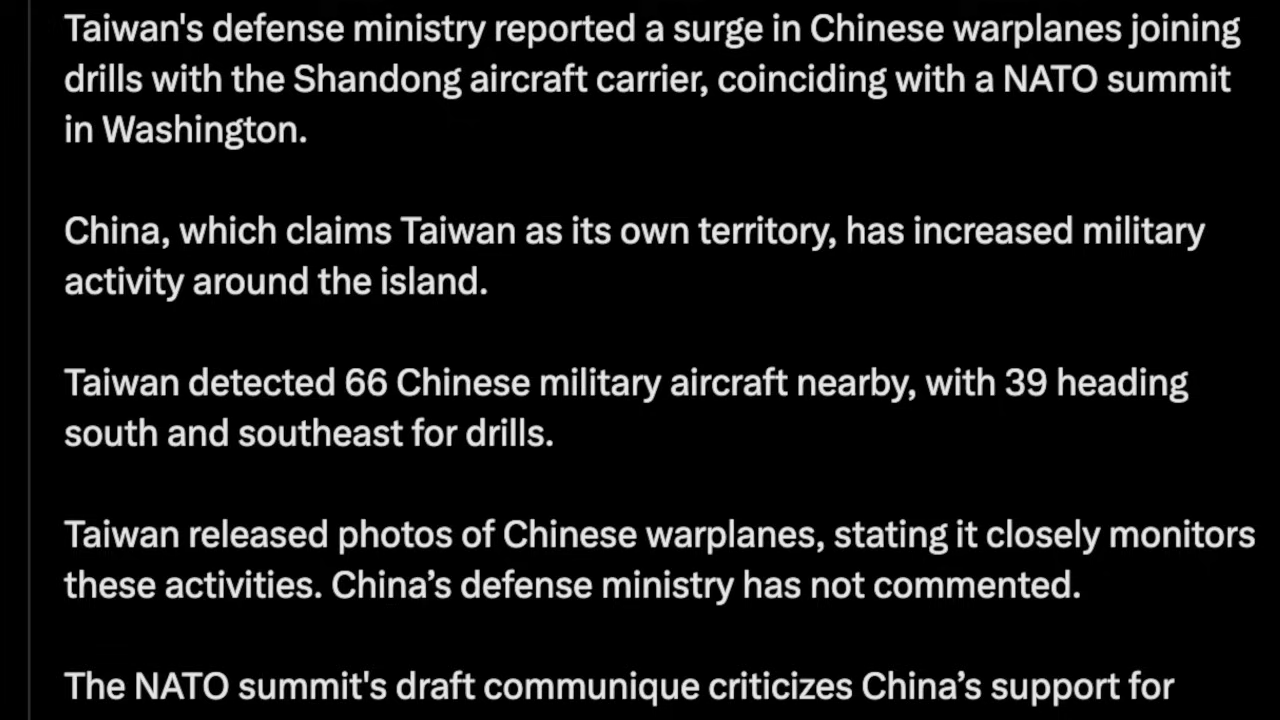 Taiwan's defense ministry reported a surge in Chinese warplanes joining
drills with the Shandong aircraft carrier, coinciding with a NATO summit
in Washington.
China, which claims Taiwan as its own territory, has increased military
activity around the island.
Taiwan detected 66 Chinese military aircraft nearby, with 39 heading
south and southeast for drills.
Taiwan released photos of Chinese warplanes, stating it closely monitors
these activities. China’s defense ministry has not commented.
The NATO summit's draft communique criticizes China’s support for